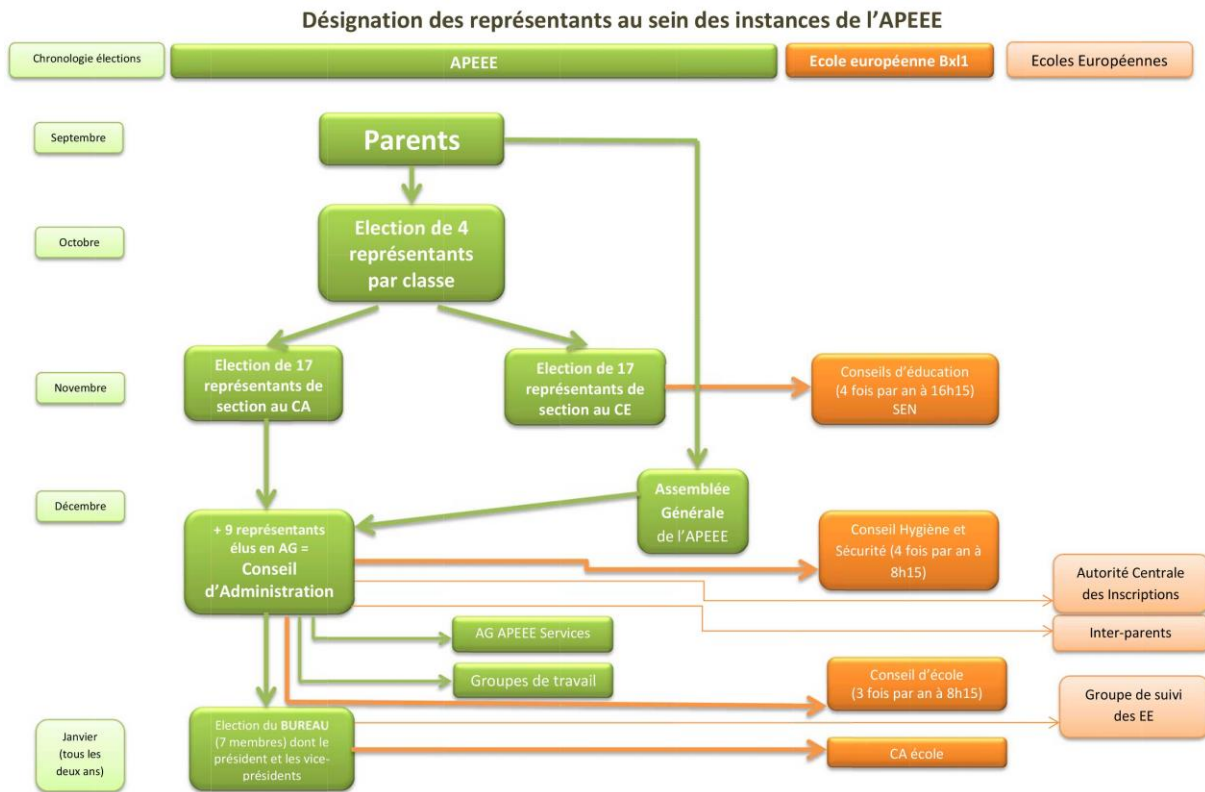 Désignation des représentants au sein des instances de l'APEEE
Chronologie élections
APEEE
Ecole européenne Bxl1
Ecoles Européennes
Septembre
Parents
Octobre
Election de 4
représentants
par classe
Novembre
Election de 17
représentants de
section au CA
Election de 17
représentants de
section au CE
Conseils d'éducation
(4 fois par an à 16h15)
SEN
Décembre
Assemblée
Générale
de l'APEEE
+ 9 représentants
élus en AG =
Conseil
d'Administration
Conseil Hygiène et
Sécurité (4 fois par an à
8h15)
Autorité Centrale
des Inscriptions
Inter-parents
AG APEEE Services
Groupes de travail
Conseil d'école
(3 fois par an à 8h15)
Groupe de suivi
des EE
Janvier
(tous les
deux ans)
Election du BUREAU
(7 membres) dont le
président et les vice-
présidents
CA école